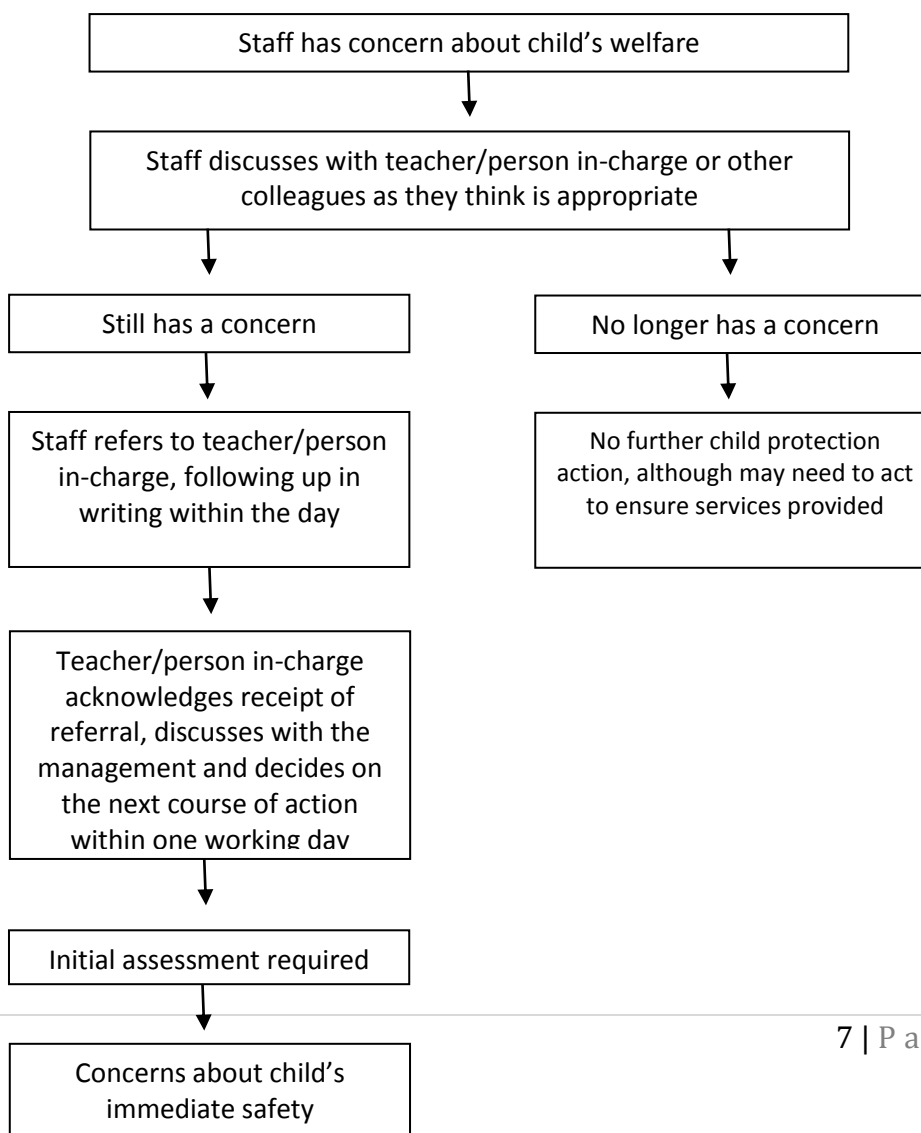 Staff has concern about child’s welfare
Staff discusses with teacher/person in-charge or other
colleagues as they think is appropriate
Still has a concern
No longer has a concern
Staff refers to teacher/person
in-charge, following up in
writing within the day
No further child protection
action, although may need to act
to ensure services provided
Teacher/person in-charge
acknowledges receipt of
referral, discusses with the
management and decides on
the next course of action
within one working day
Initial assessment required
7 | P a
Concerns about child’s
immediate safety